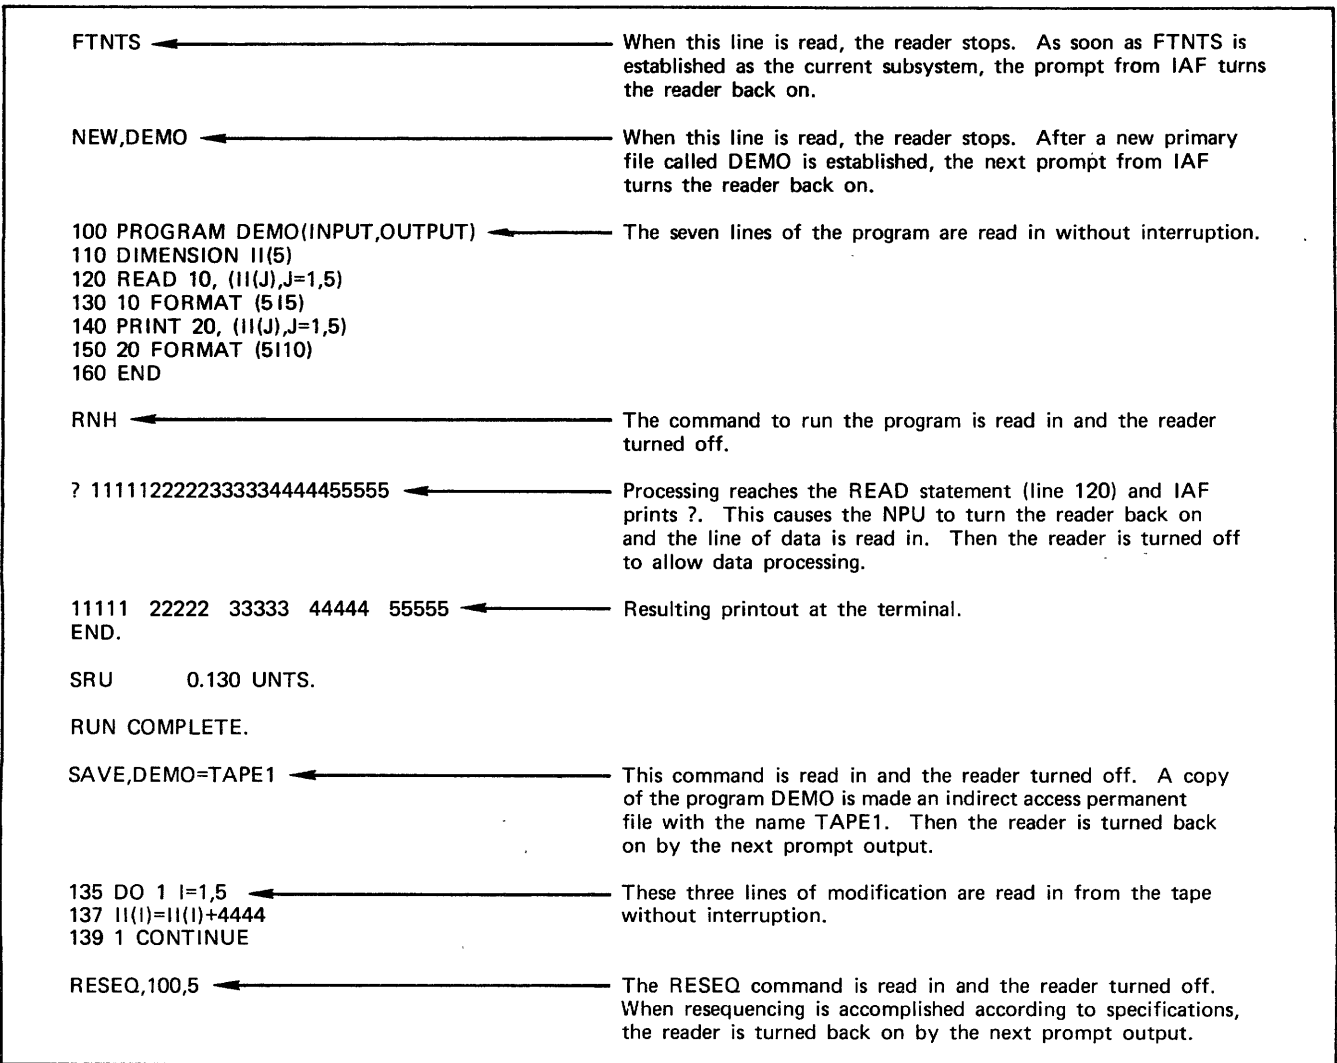 FTNTS When this line is read, the reader stops. As soon as FTNTS is
established as the current subsystem, the prompt from IAF turns
the reader back on.
NEW,DEMO When this line is read, the reader stops. After a new primary
file called DEMO is established, the next prompt from IAF
turns the reader back on.
100 PROGRAM DEMO(INPUT,OUTPUT) The seven lines of the program are read in without interruption.
110 DIMENSION II(5)
120 READ 10, (II(J),J=1,5)
130 10 FORMAT (5I5)
140 PRINT 20, (II(J),J=1,5)
150 20 FORMAT (5I10)
160 END
RNH The command to run the program is read in and the reader
turned off.
? 1111122222333334444455555 Processing reaches the READ statement (line 120) and IAF
prints ?. This causes the NPU to turn the reader back on
and the line of data is read in. Then the reader is turned off
to allow data processing.
11111 22222 33333 44444 55555 Resulting printout at the terminal.
END.
SRU 0.130 UNTS.
RUN COMPLETE.
SAVE,DEMO=TAPE1 This command is read in and the reader turned off. A copy
of the program DEMO is made an indirect access permanent
file with the name TAPE1. Then the reader is turned back
on by the next prompt output.
135 DO 1 I=1,5 These three lines of modification are read in from the tape
137 II(I)=II(I)+4444 without interruption.
139 1 CONTINUE
RESEQ,100,5 The RESEQ command is read in and the reader turned off.
When resequencing is accomplished according to specifications,
the reader is turned back on by the next prompt output.